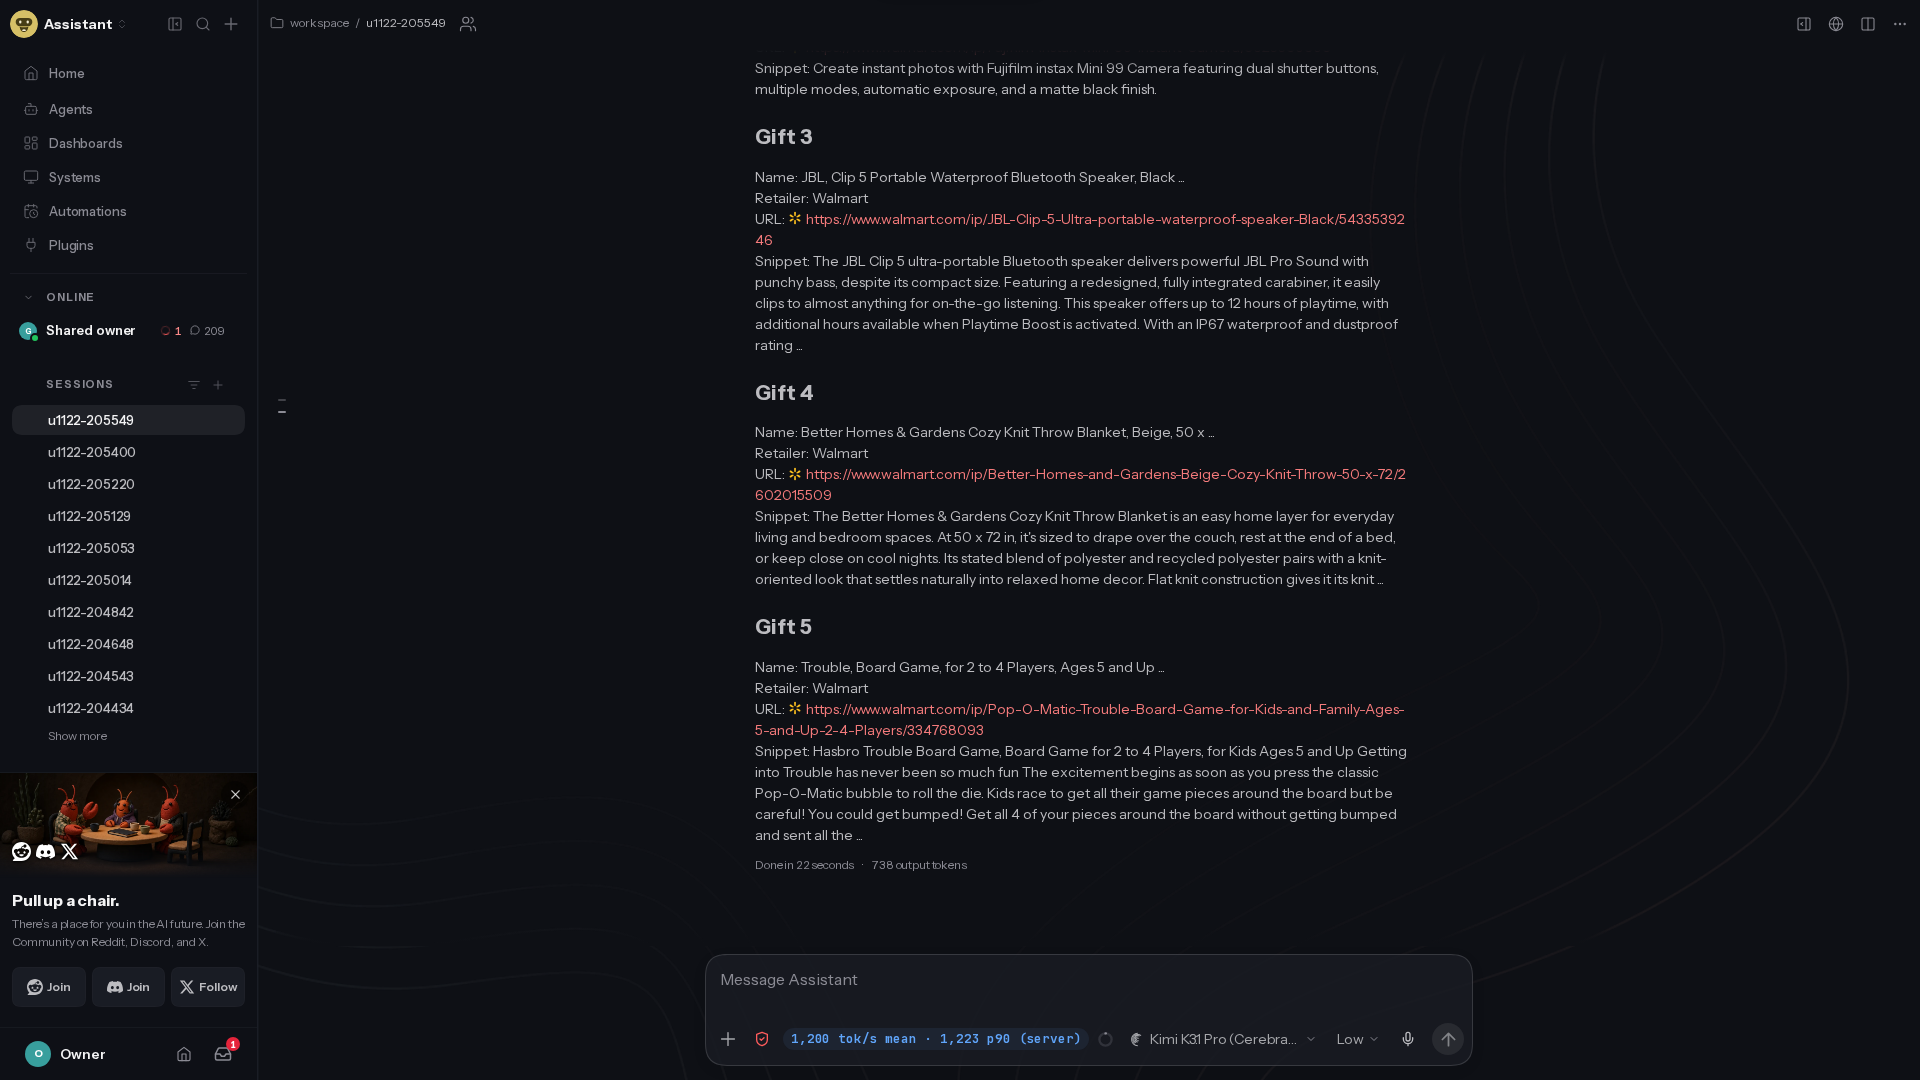 Assistant
Home
Agents
Dashboards
Systems
Automations
Plugins
ONLINE
G Shared owner 1 209
SESSIONS
u1122-205549
u1122-205400
u1122-205220
u1122-205129
u1122-205053
u1122-205014
u1122-204842
u1122-204648
u1122-204543
u1122-204434
Show more
Pull up a chair.
There's a place for you in the AI future. Join the
Community on Reddit, Discord, and X.
Join Join Follow
O Owner 1
workspace / u1122-205549
Snippet: Create instant photos with Fujifilm instax Mini 99 Camera featuring dual shutter buttons,
multiple modes, automatic exposure, and a matte black finish.
Gift 3
Name: JBL, Clip 5 Portable Waterproof Bluetooth Speaker, Black ...
Retailer: Walmart
URL: https://www.walmart.com/ip/JBL-Clip-5-Ultra-portable-waterproof-speaker-Black/54335392
46
Snippet: The JBL Clip 5 ultra-portable Bluetooth speaker delivers powerful JBL Pro Sound with
punchy bass, despite its compact size. Featuring a redesigned, fully integrated carabiner, it easily
clips to almost anything for on-the-go listening. This speaker offers up to 12 hours of playtime, with
additional hours available when Playtime Boost is activated. With an IP67 waterproof and dustproof
rating ...
Gift 4
Name: Better Homes & Gardens Cozy Knit Throw Blanket, Beige, 50 x ...
Retailer: Walmart
URL: https://www.walmart.com/ip/Better-Homes-and-Gardens-Beige-Cozy-Knit-Throw-50-x-72/2
602015509
Snippet: The Better Homes & Gardens Cozy Knit Throw Blanket is an easy home layer for everyday
living and bedroom spaces. At 50 x 72 in, it's sized to drape over the couch, rest at the end of a bed,
or keep close on cool nights. Its stated blend of polyester and recycled polyester pairs with a knit-
oriented look that settles naturally into relaxed home decor. Flat knit construction gives it its knit ...
Gift 5
Name: Trouble, Board Game, for 2 to 4 Players, Ages 5 and Up ...
Retailer: Walmart
URL: https://www.walmart.com/ip/Pop-O-Matic-Trouble-Board-Game-for-Kids-and-Family-Ages-
5-and-Up-2-4-Players/334768093
Snippet: Hasbro Trouble Board Game, Board Game for 2 to 4 Players, for Kids Ages 5 and Up Getting
into Trouble has never been so much fun The excitement begins as soon as you press the classic
Pop-O-Matic bubble to roll the die. Kids race to get all their game pieces around the board but be
careful! You could get bumped! Get all 4 of your pieces around the board without getting bumped
and sent all the ...
Done in 22 seconds · 738 output tokens
Message Assistant
1,200 tok/s mean · 1,223 p90 (server) Kimi K3.1 Pro (Cerebra... Low